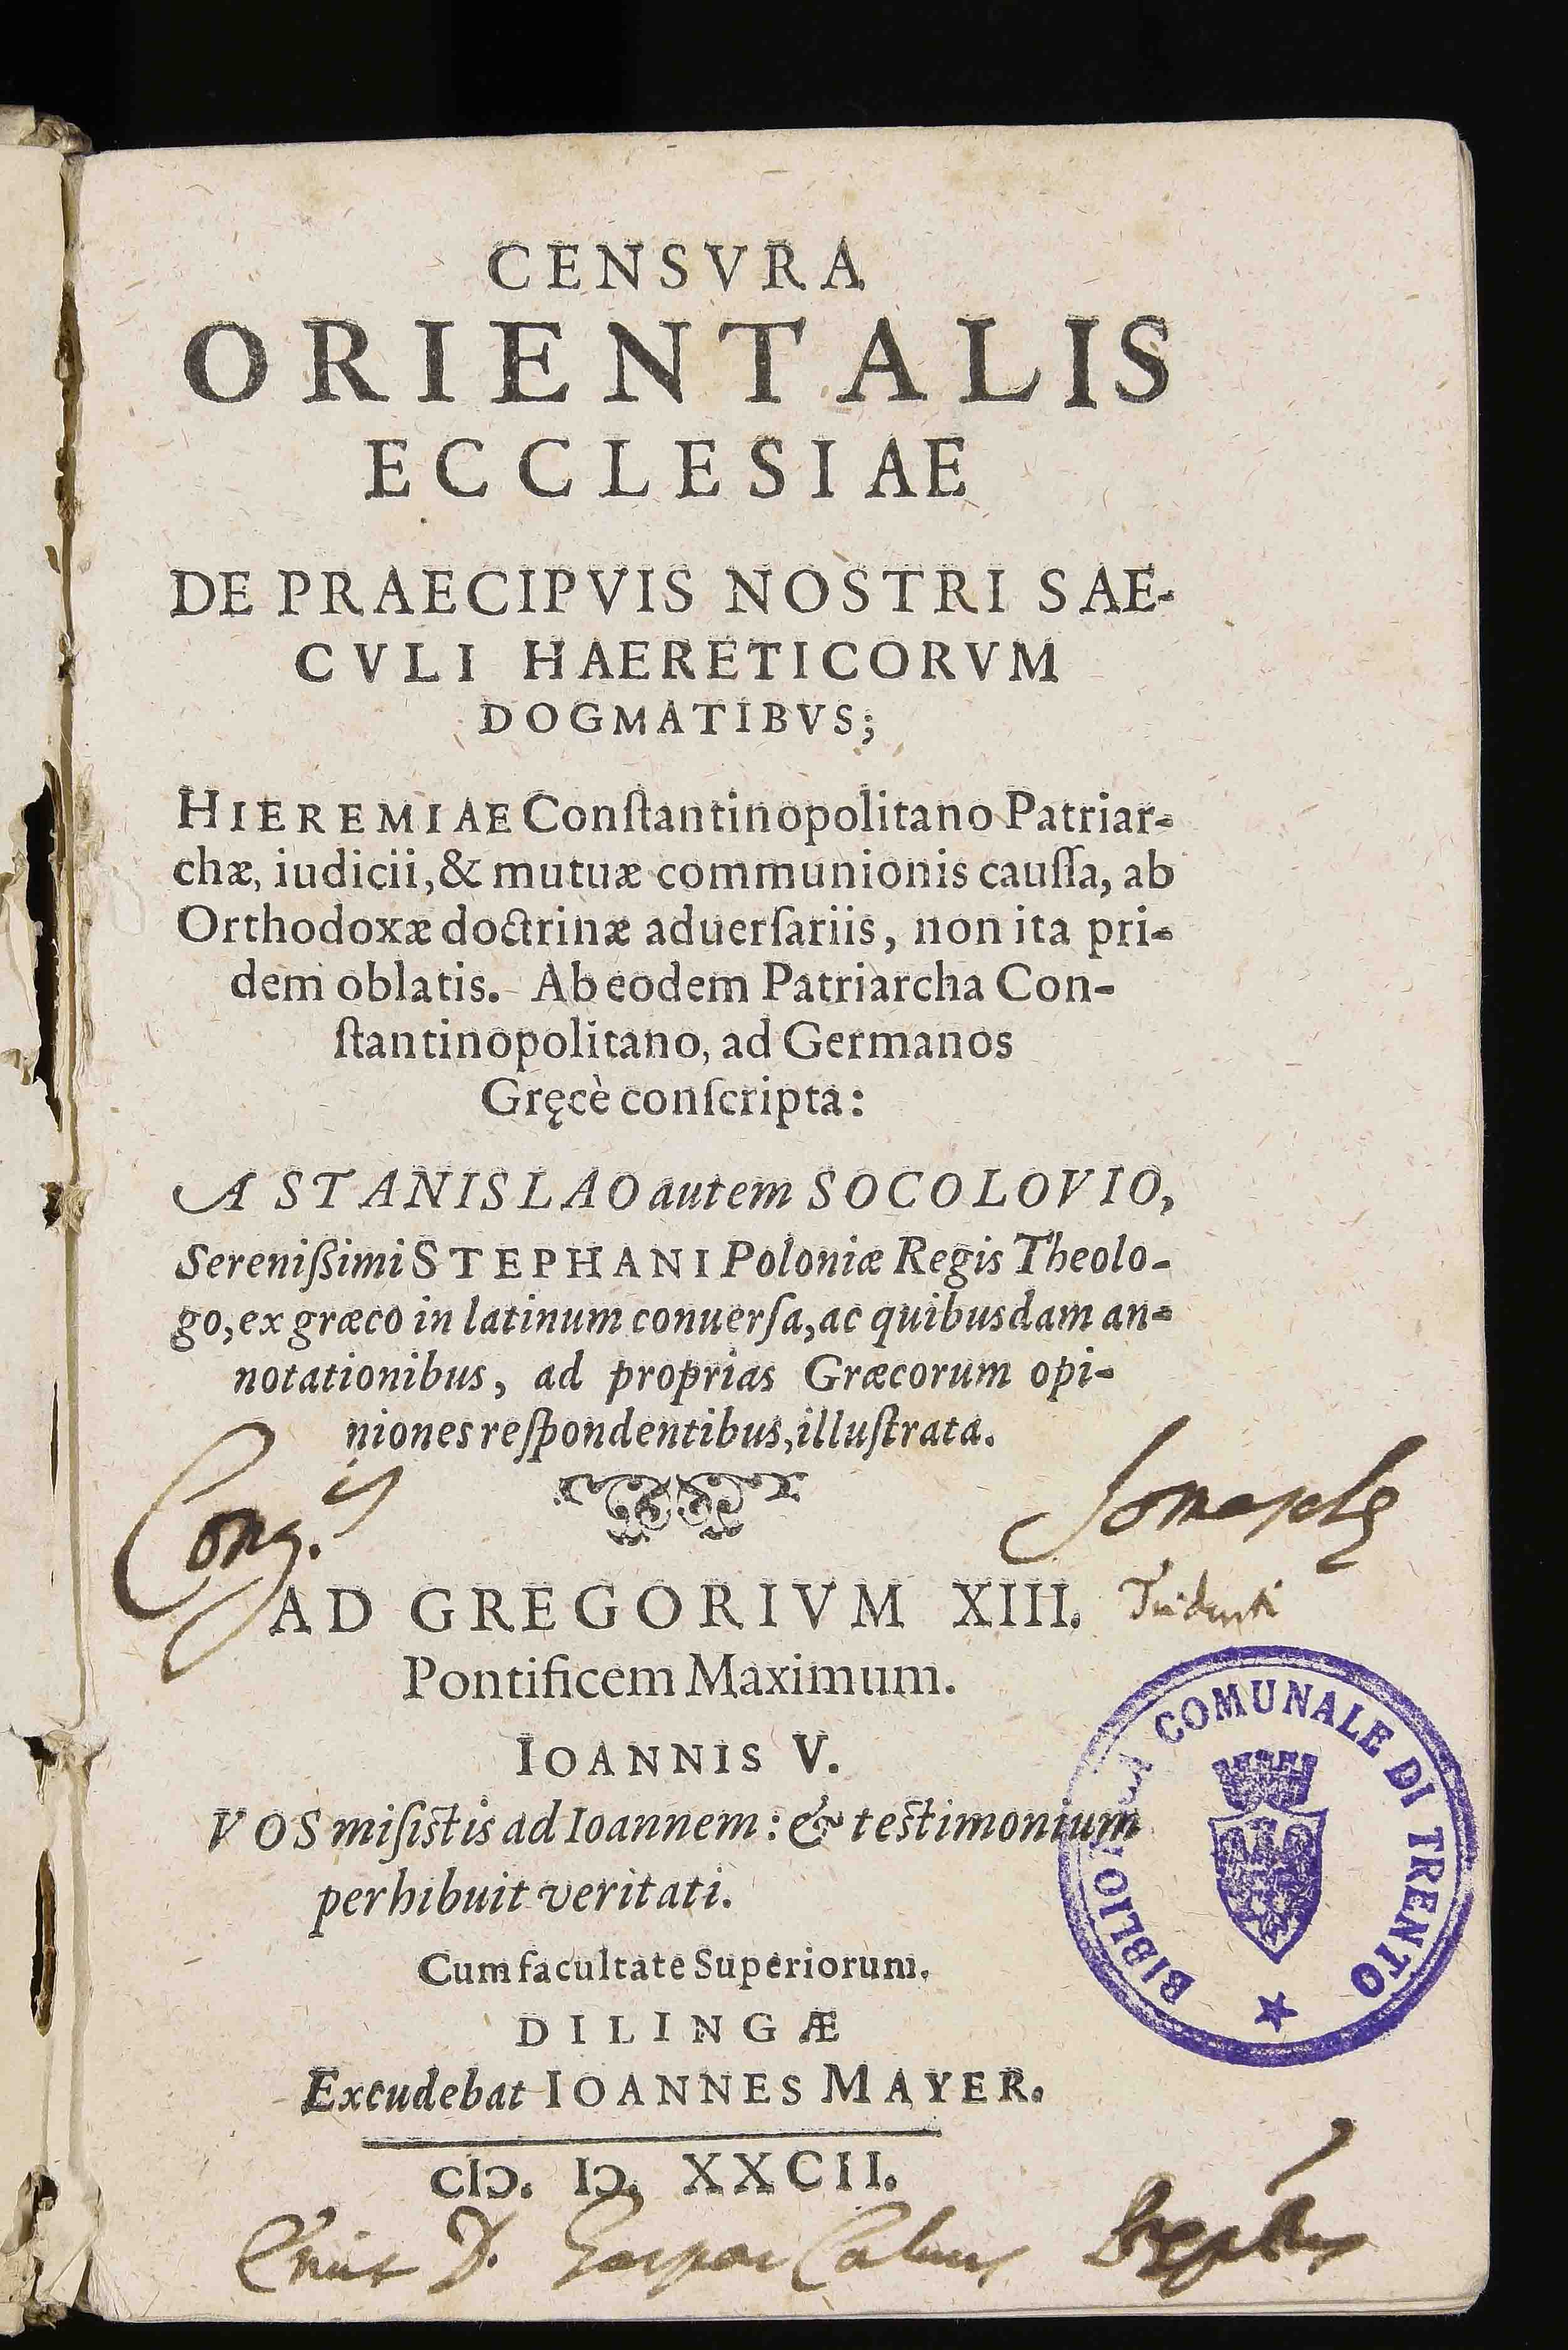 CENSVRA
ORIENTALIS
ECCLESIAE
DE PRAECIPVIS NOSTRI SAE-
CVLI HAERETICORVM
DOGMATIBVS;
HIEREMIAE Conſtantinopolitano Patriar-
chæ, iudicii, & mutuæ communionis cauſſa, ab
Orthodoxæ doctrinæ aduerſariis, non ita pri-
dem oblatis. Ab eodem Patriarcha Con-
ſtantinopolitano, ad Germanos
Gręcè conſcripta:
A STANISLAO autem SOCOLOVIO,
Sereniſsimi STEPHANI Poloniæ Regis Theolo-
go, ex græco in latinum conuerſa, ac quibusdam an-
notationibus, ad proprias Græcorum opi-
niones reſpondentibus, illuſtrata.
Cong.is
AD GREGORIVM XIII.
Pontificem Maximum.
IOANNIS V.
VOS miſiſtis ad Ioannem: & teſtimonium
perhibuit veritati.
Cum facultate Superiorum.
DILINGÆ
Excudebat IOANNES MAYER.
CIↃ. IↃ. XXCII.
D. Gaspar
BIBLIOTECA COMUNALE DI TRENTO